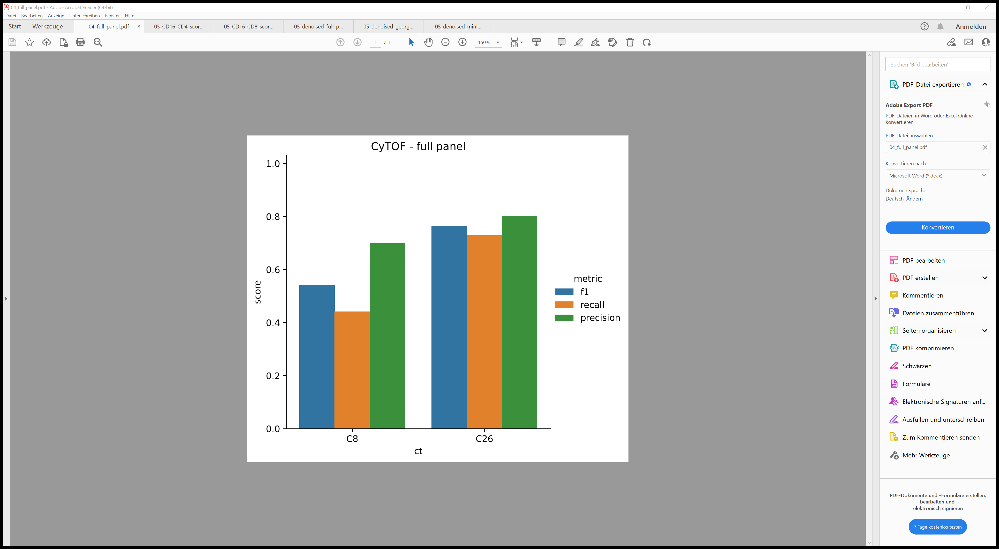 04_full_panel.pdf - Adobe Acrobat Reader (64-bit)
Datei Bearbeiten Anzeige Unterschreiben Fenster Hilfe
Start Werkzeuge 04_full_panel.pdf × 05_CD16_CD4_scor... 05_CD16_CD8_scor... 05_denoised_full_p... 05_denoised_georg... 05_denoised_mini... Anmelden
1 / 1 150%
CyTOF - full panel
1.0
0.8
0.6
0.4
0.2
0.0
score
C8 C26
ct
metric
f1
recall
precision
Suchen 'Bild bearbeiten'
PDF-Datei exportieren
Adobe Export PDF
PDF-Dateien in Word oder Excel Online
konvertieren
PDF-Datei auswählen
04_full_panel.pdf
Konvertieren nach
Microsoft Word (*.docx)
Dokumentsprache:
Deutsch Ändern
Konvertieren
PDF bearbeiten
PDF erstellen
Kommentieren
Dateien zusammenführen
Seiten organisieren
PDF komprimieren
Schwärzen
Formulare
Elektronische Signaturen anf...
Ausfüllen und unterschreiben
Zum Kommentieren senden
Mehr Werkzeuge
PDF-Dokumente und -Formulare erstellen,
bearbeiten und
elektronisch signieren
7 Tage kostenlos testen